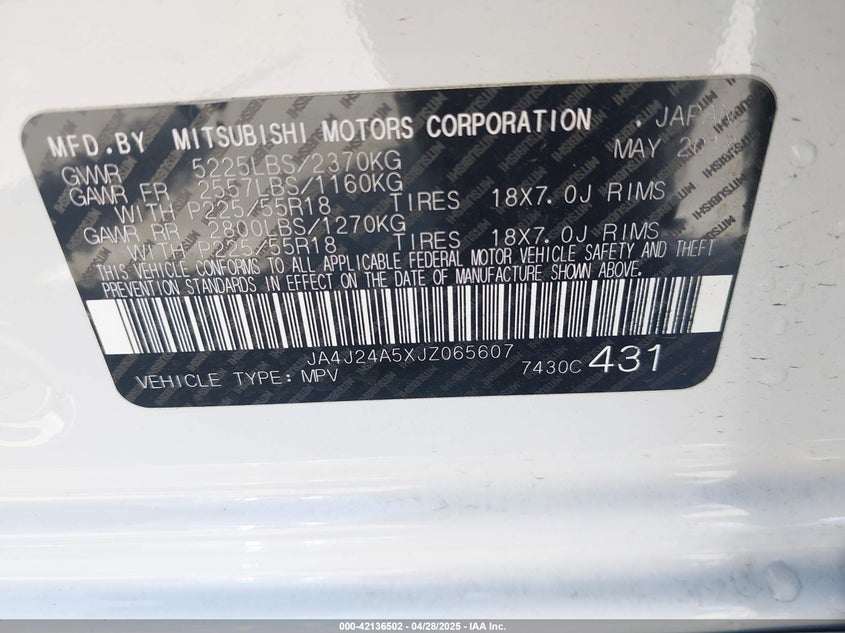 MFD.BY MITSUBISHI MOTORS CORPORATION . JAPAN
MAY
GVWR 5225LBS/2370KG
GAWR FR 2557LBS/1160KG
WITH P225/55R18 TIRES 18X7.0J RIMS
GAWR RR 2800LBS/1270KG
WITH P225/55R18 TIRES 18X7.0J RIMS
THIS VEHICLE CONFORMS TO ALL APPLICABLE FEDERAL MOTOR VEHICLE SAFETY AND THEFT
PREVENTION STANDARDS IN EFFECT ON THE DATE OF MANUFACTURE SHOWN ABOVE.
JA4J24A5XJZ065607
VEHICLE TYPE: MPV 7430C 431
000-42136502 / 04/28/2025 - IAA Inc.